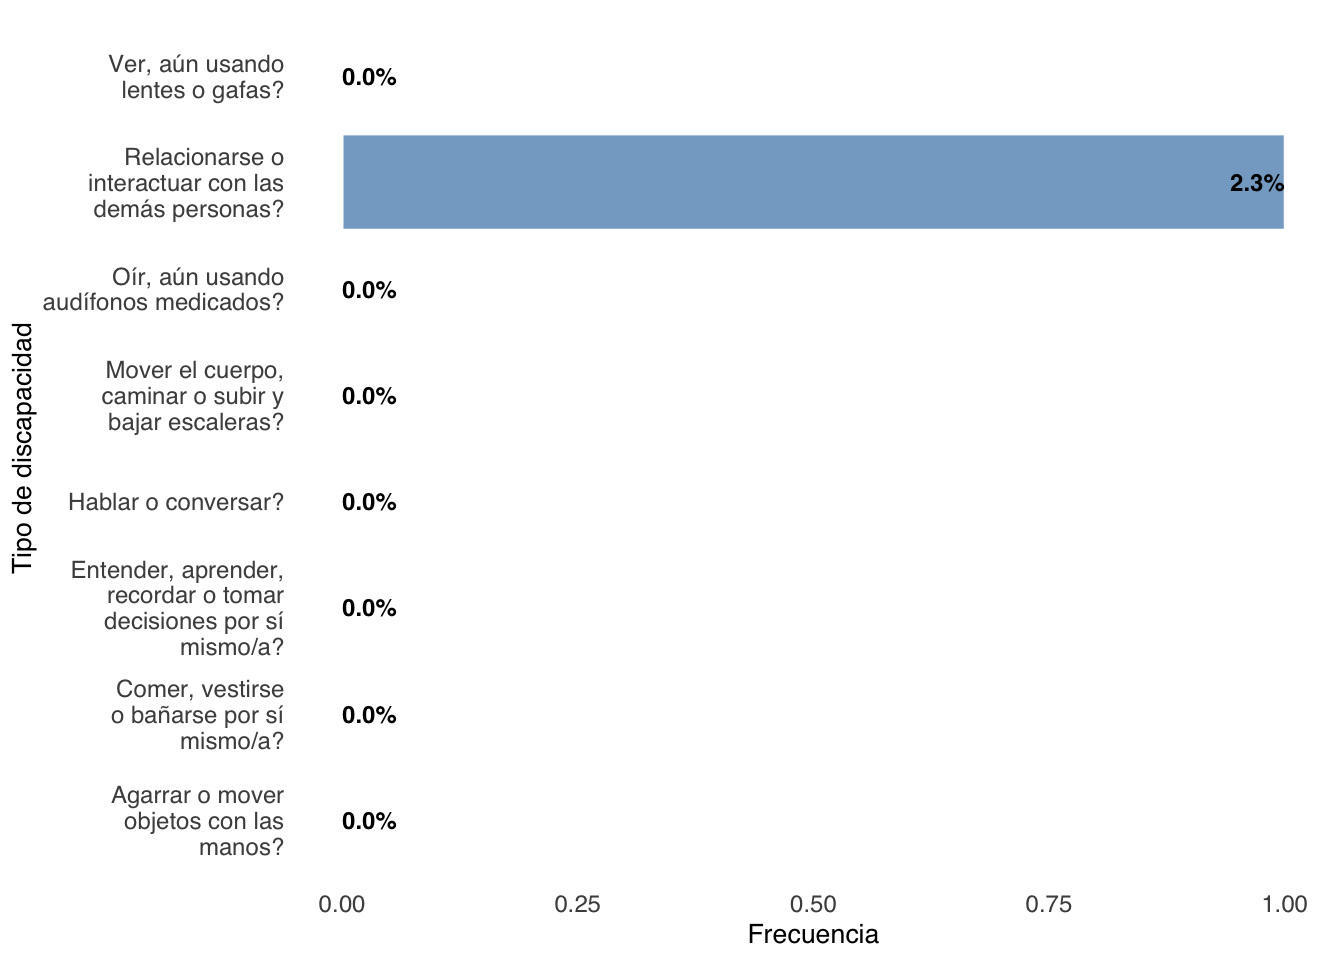 Ver, aún usando
lentes o gafas?
0.0%
Relacionarse o
interactuar con las
demás personas?
2.3%
Oír, aún usando
audífonos medicados?
0.0%
Mover el cuerpo,
caminar o subir y
bajar escaleras?
0.0%
Hablar o conversar?
0.0%
Entender, aprender,
recordar o tomar
decisiones por sí
mismo/a?
0.0%
Comer, vestirse
o bañarse por sí
mismo/a?
0.0%
Agarrar o mover
objetos con las
manos?
0.0%
Tipo de discapacidad
0.00 0.25 0.50 0.75 1.00
Frecuencia